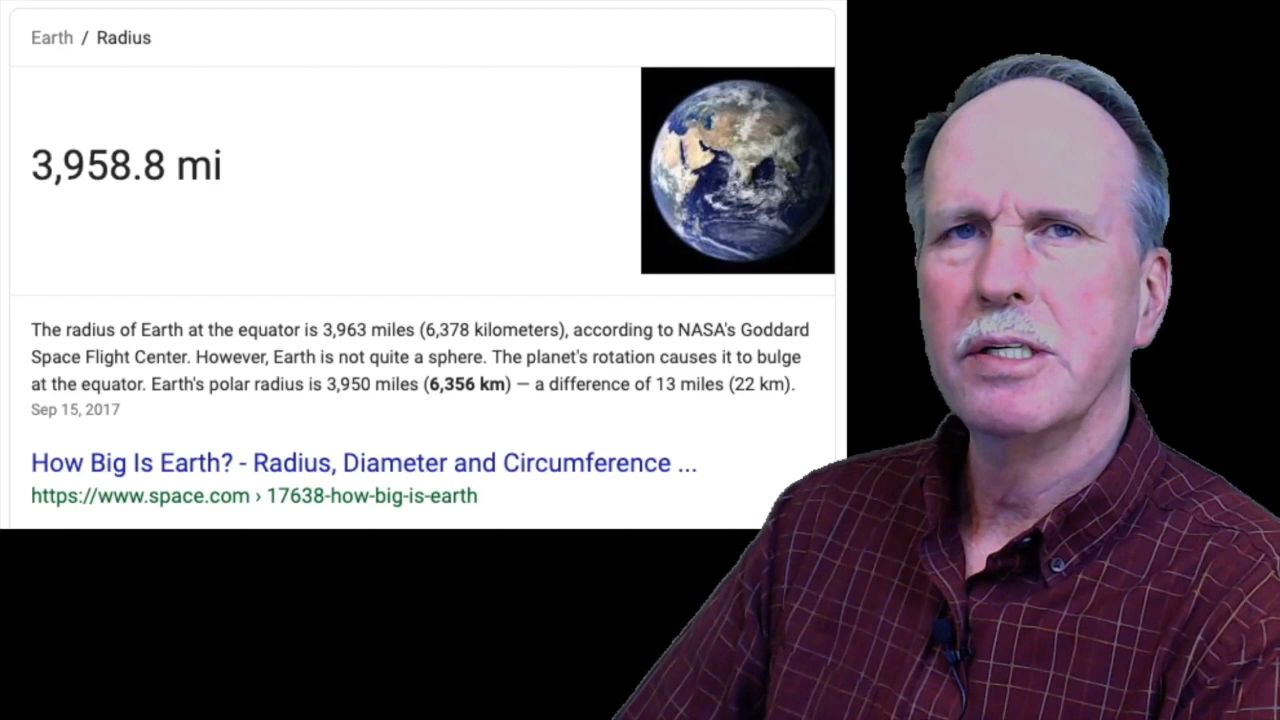 Earth / Radius
3,958.8 mi
The radius of Earth at the equator is 3,963 miles (6,378 kilometers), according to NASA's Goddard
Space Flight Center. However, Earth is not quite a sphere. The planet's rotation causes it to bulge
at the equator. Earth's polar radius is 3,950 miles (6,356 km) — a difference of 13 miles (22 km).
Sep 15, 2017
How Big Is Earth? - Radius, Diameter and Circumference ...
https://www.space.com › 17638-how-big-is-earth